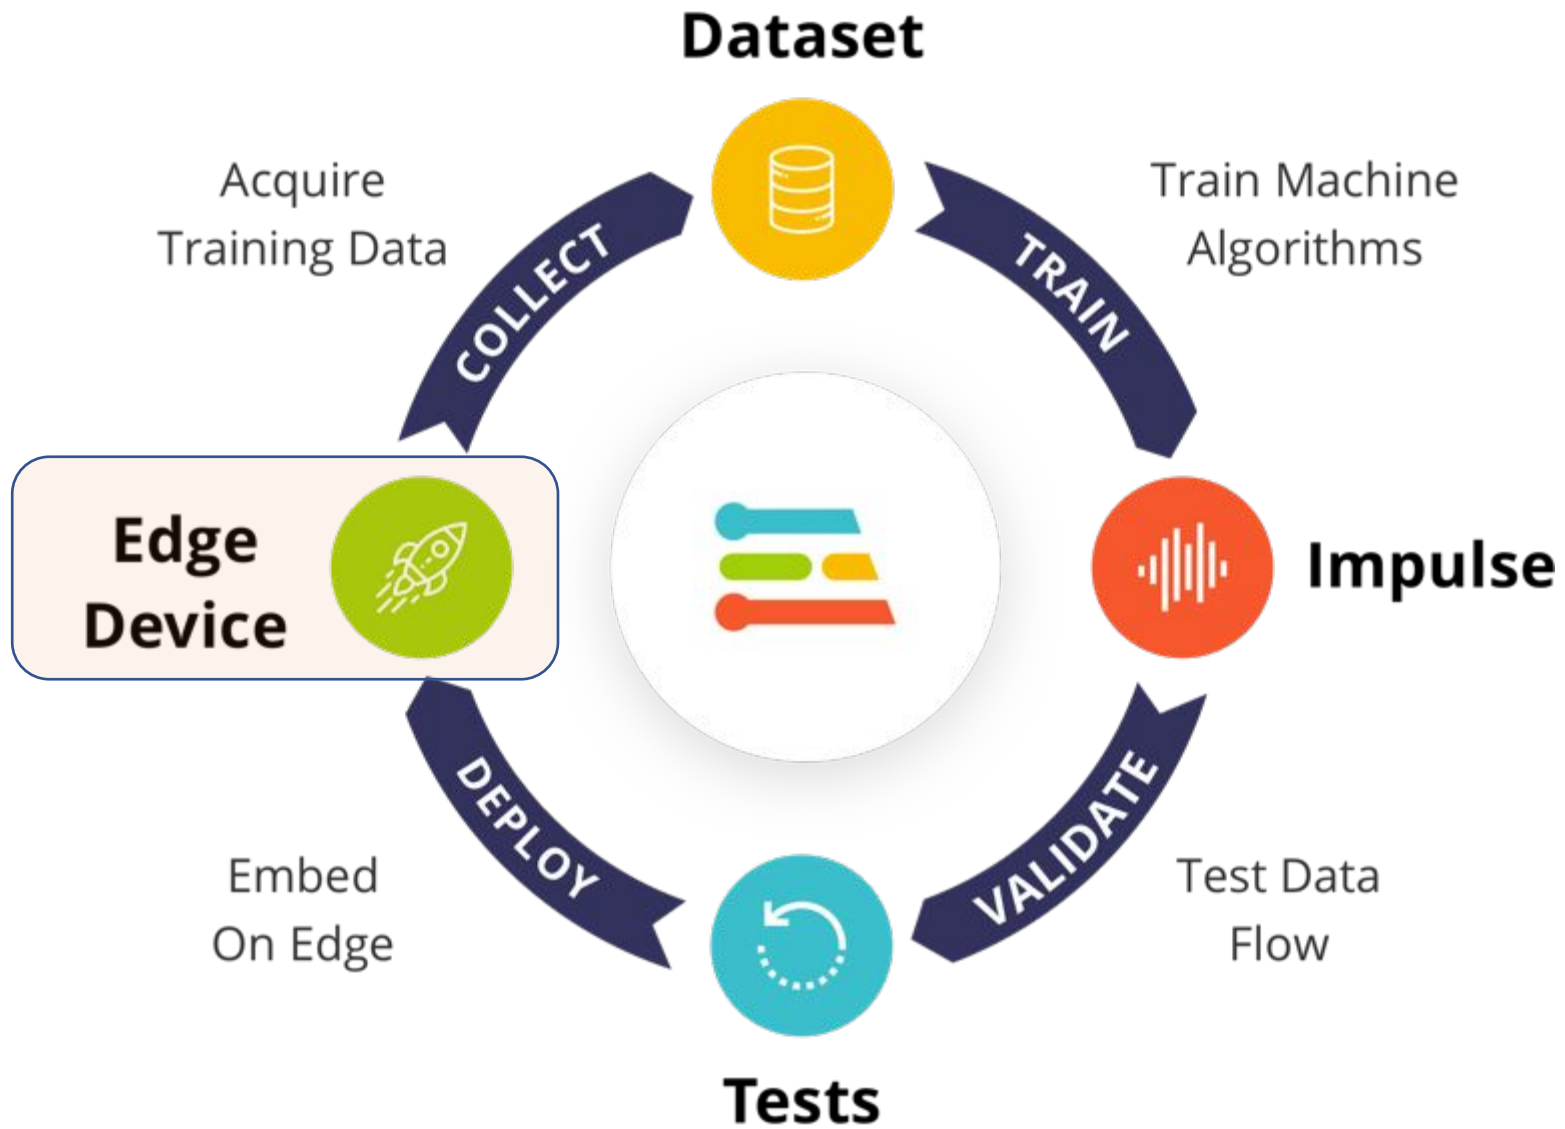 Dataset
Acquire
Training Data
COLLECT
TRAIN
Train Machine
Algorithms
Edge
Device
Impulse
DEPLOY
VALIDATE
Embed
On Edge
Test Data
Flow
Tests